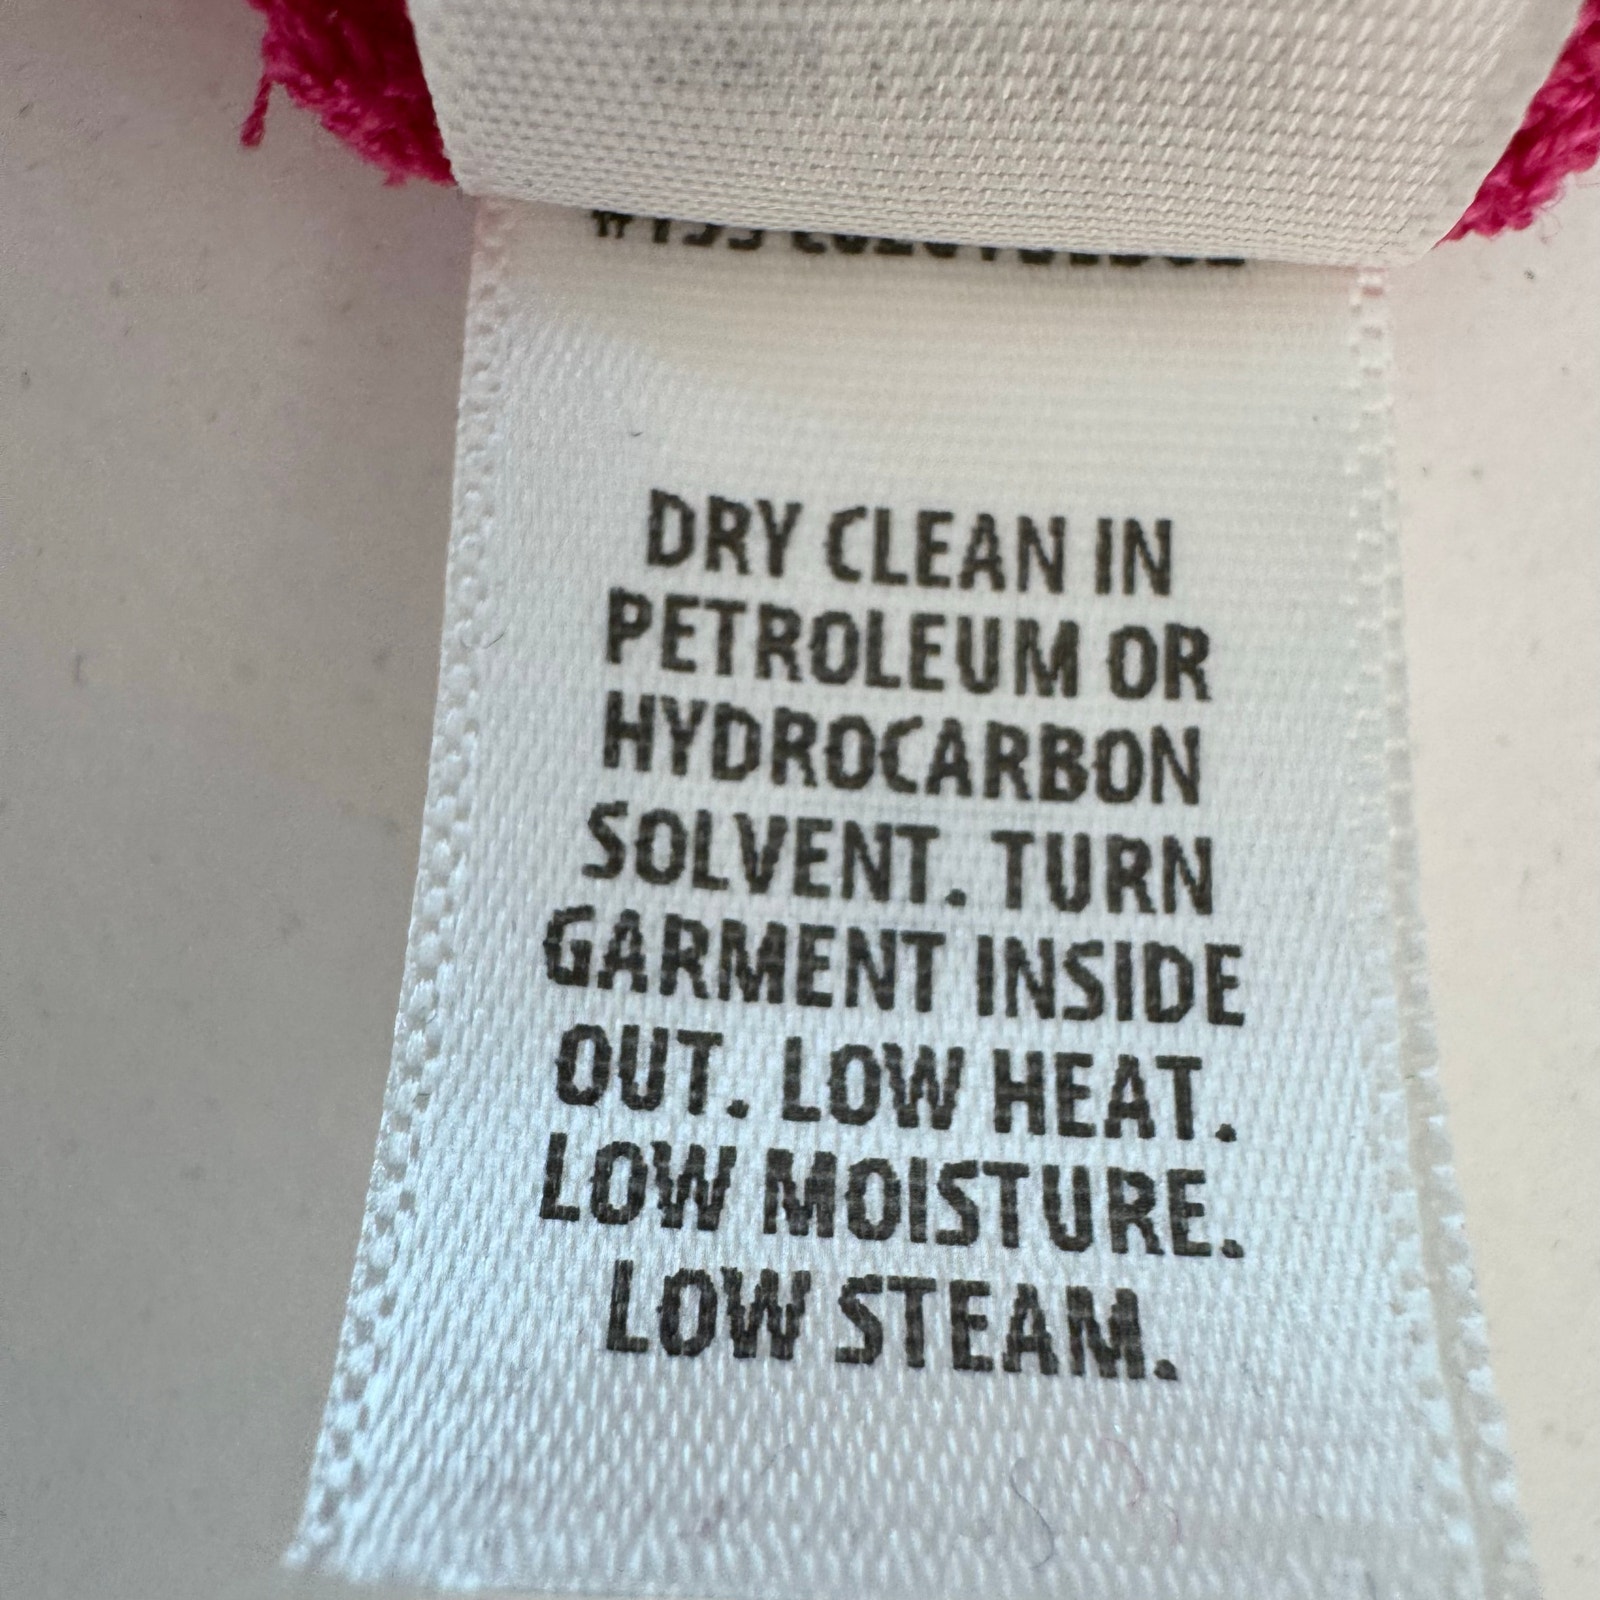 DRY CLEAN IN
PETROLEUM OR
HYDROCARBON
SOLVENT. TURN
GARMENT INSIDE
OUT. LOW HEAT.
LOW MOISTURE.
LOW STEAM.